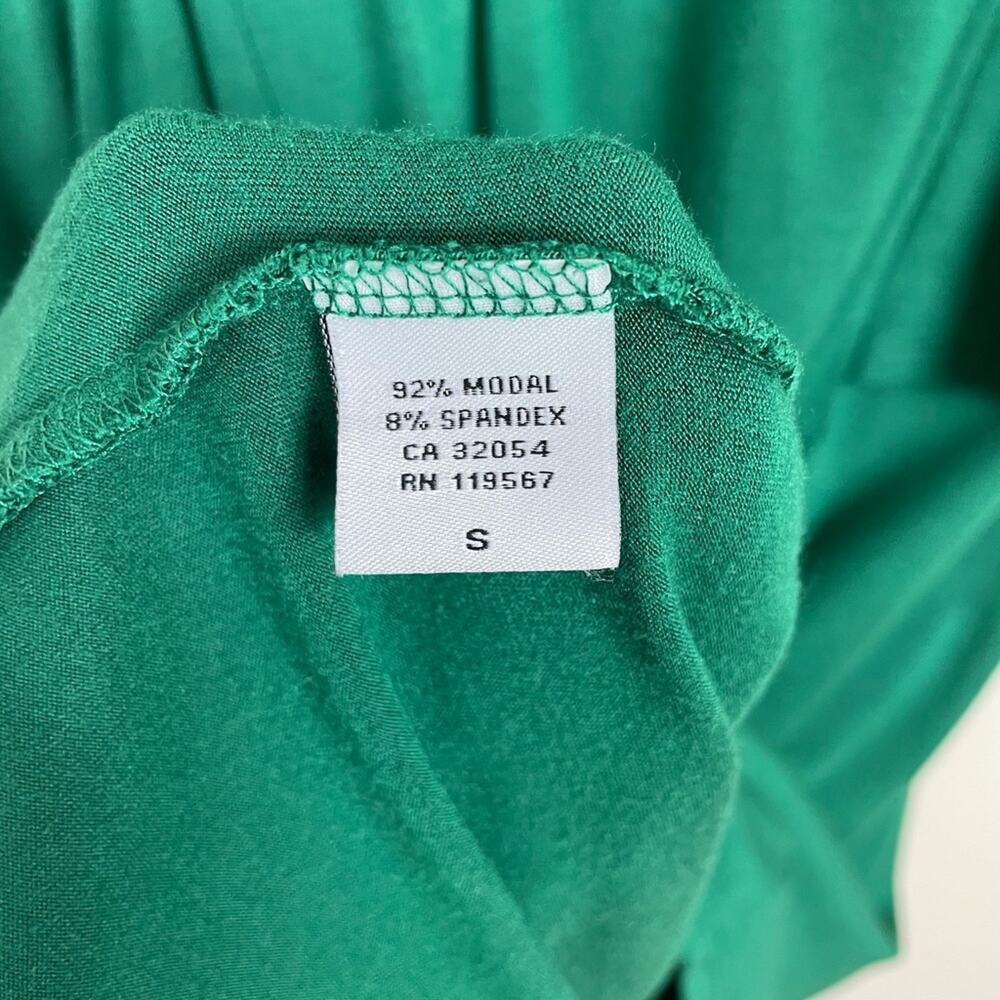 92% MODAL
8% SPANDEX
CA 32054
RN 119567
S